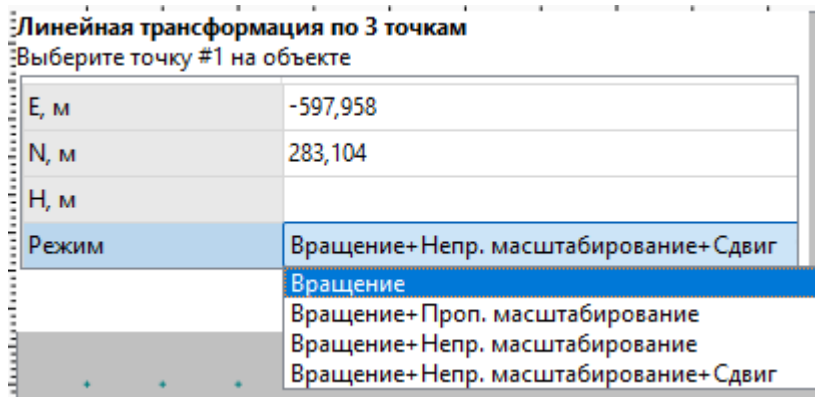 Линейная трансформация по 3 точкам
Выберите точку #1 на объекте
E, м -597,958
N, м 283,104
H, м
Режим Вращение+Непр. масштабирование+Сдвиг
Вращение
Вращение+Проп. масштабирование
Вращение+Непр. масштабирование
Вращение+Непр. масштабирование+Сдвиг